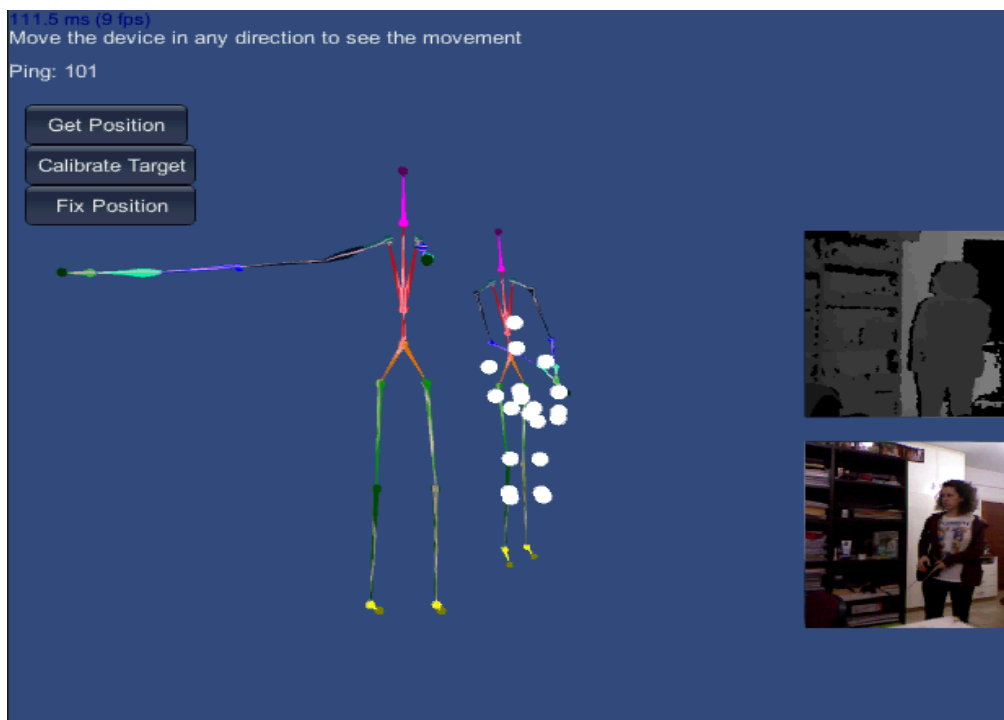 111.5 ms (9 fps)
Move the device in any direction to see the movement
Ping: 101
Get Position
Calibrate Target
Fix Position